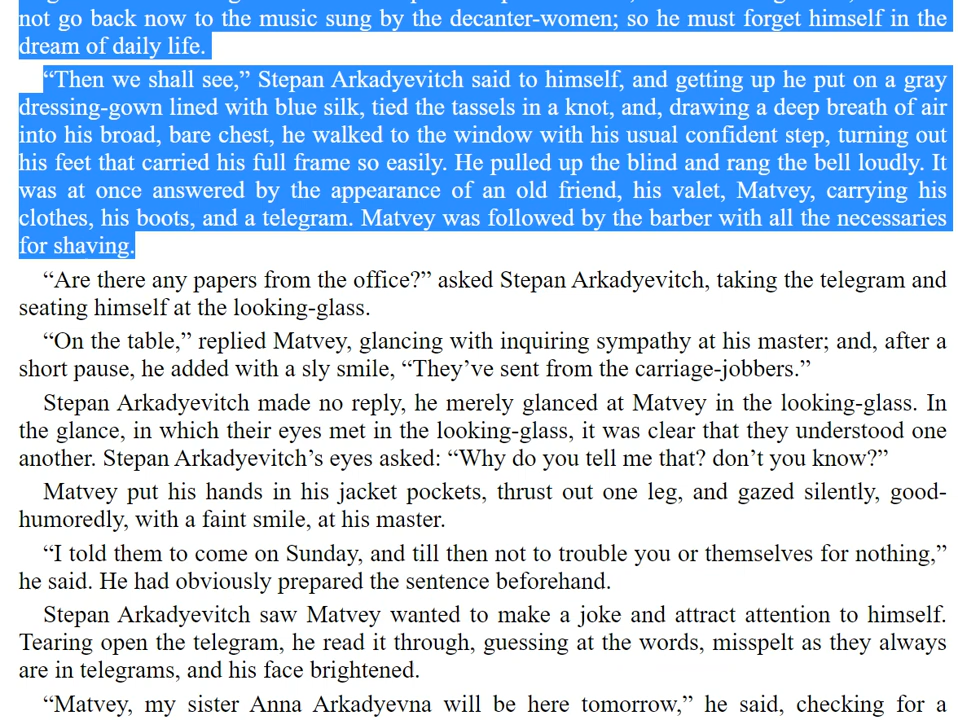 not go back now to the music sung by the decanter-women; so he must forget himself in the
dream of daily life.
“Then we shall see,” Stepan Arkadyevitch said to himself, and getting up he put on a gray
dressing-gown lined with blue silk, tied the tassels in a knot, and, drawing a deep breath of air
into his broad, bare chest, he walked to the window with his usual confident step, turning out
his feet that carried his full frame so easily. He pulled up the blind and rang the bell loudly. It
was at once answered by the appearance of an old friend, his valet, Matvey, carrying his
clothes, his boots, and a telegram. Matvey was followed by the barber with all the necessaries
for shaving.
“Are there any papers from the office?” asked Stepan Arkadyevitch, taking the telegram and
seating himself at the looking-glass.
“On the table,” replied Matvey, glancing with inquiring sympathy at his master; and, after a
short pause, he added with a sly smile, “They’ve sent from the carriage-jobbers.”
Stepan Arkadyevitch made no reply, he merely glanced at Matvey in the looking-glass. In
the glance, in which their eyes met in the looking-glass, it was clear that they understood one
another. Stepan Arkadyevitch’s eyes asked: “Why do you tell me that? don’t you know?”
Matvey put his hands in his jacket pockets, thrust out one leg, and gazed silently, good-
humoredly, with a faint smile, at his master.
“I told them to come on Sunday, and till then not to trouble you or themselves for nothing,”
he said. He had obviously prepared the sentence beforehand.
Stepan Arkadyevitch saw Matvey wanted to make a joke and attract attention to himself.
Tearing open the telegram, he read it through, guessing at the words, misspelt as they always
are in telegrams, and his face brightened.
“Matvey, my sister Anna Arkadyevna will be here tomorrow,” he said, checking for a